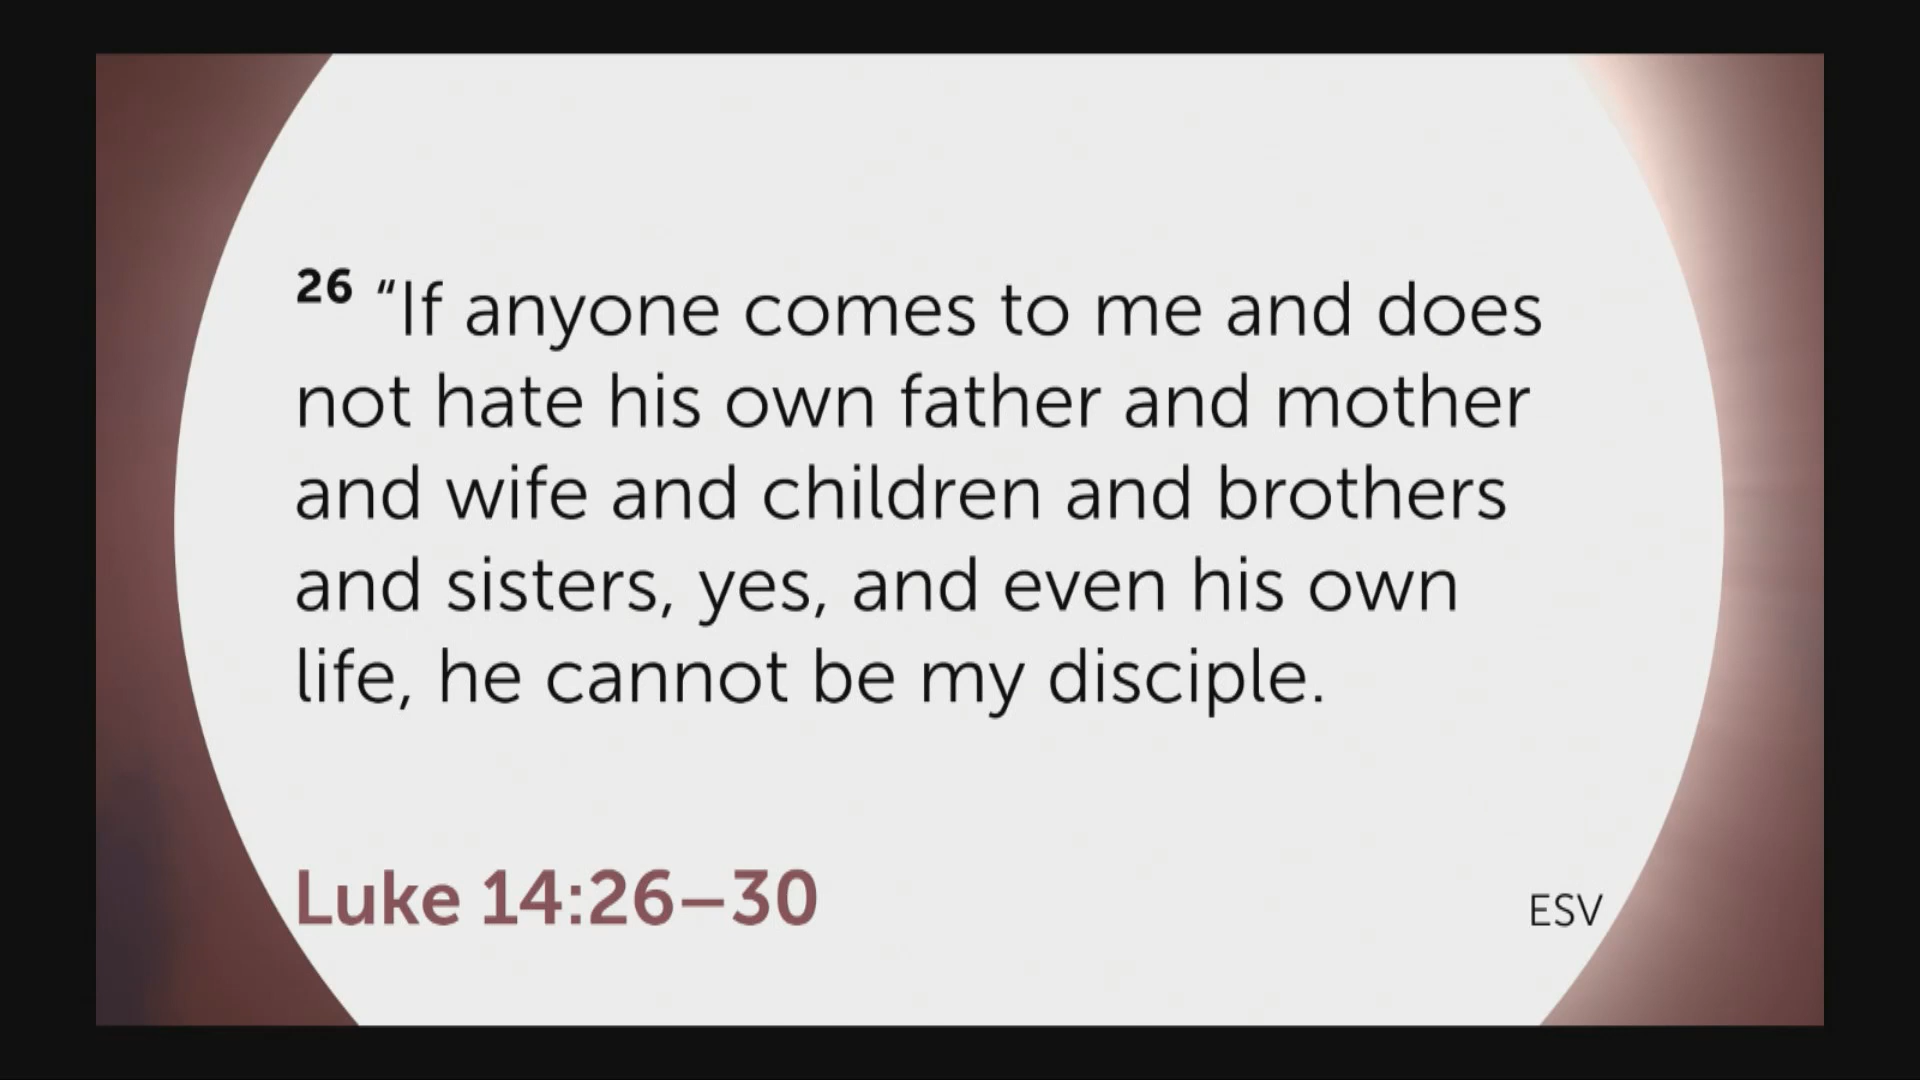 26 “If anyone comes to me and does
not hate his own father and mother
and wife and children and brothers
and sisters, yes, and even his own
life, he cannot be my disciple.
Luke 14:26–30
ESV